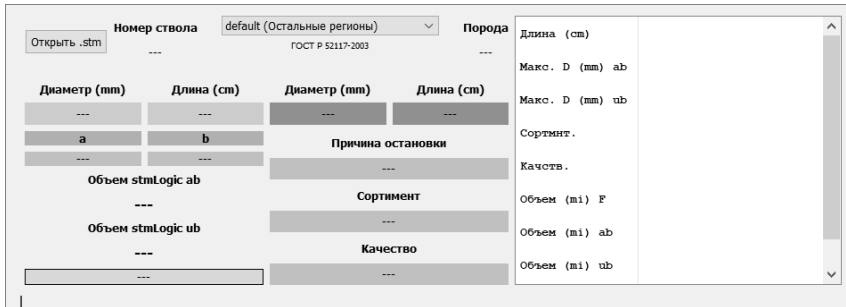 Открыть .stm
Номер ствола
---
default (Остальные регионы)
ГОСТ Р 52117-2003
Порода
---
Диаметр (mm) Длина (cm)
--- ---
a b
--- ---
Объем stmLogic ab
---
Объем stmLogic ub
---
---
Диаметр (mm) Длина (cm)
--- ---
Причина остановки
---
Сортимент
---
Качество
---
Длина (cm)
Макс. D (mm) ab
Макс. D (mm) ub
Сортмнт.
Качств.
Объем (mi) F
Объем (mi) ab
Объем (mi) ub